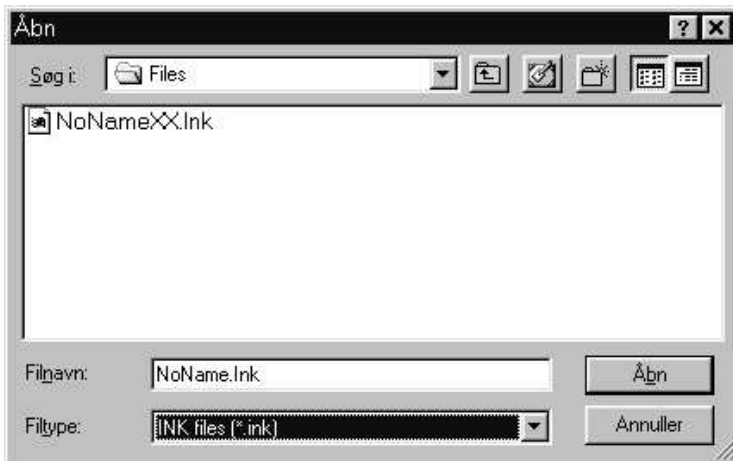 Åbn
Søg i: Files
NoNameXX.Ink
Filnavn: NoName.Ink
Åbn
Filtype: INK files (*.ink)
Annuller